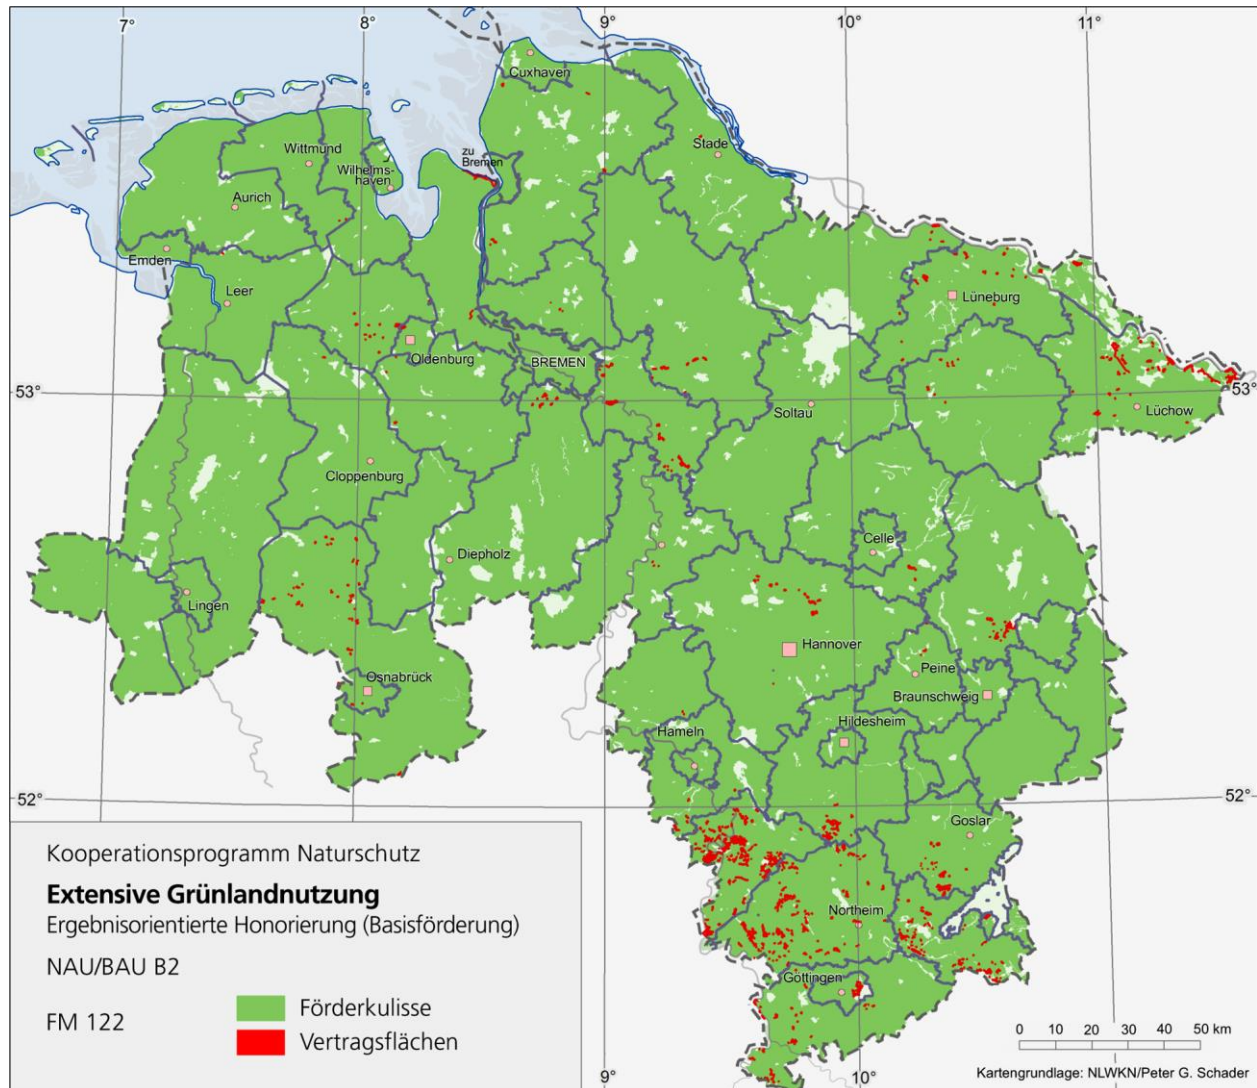 7°
8°
9°
10°
11°
Cuxhaven
Stade
zu
Bremen
Wittmund
Wilhelms-
haven
Aurich
Emden
Leer
Lüneburg
Oldenburg
BREMEN
53°
53°
Soltau
Lüchow
Cloppenburg
Celle
Diepholz
Lingen
Hannover
Peine
Osnabrück
Braunschweig
Hildesheim
Hameln
52°
52°
Goslar
Northeim
Göttingen
Kooperationsprogramm Naturschutz
Extensive Grünlandnutzung
Ergebnisorientierte Honorierung (Basisförderung)
NAU/BAU B2
FM 122
Förderkulisse
Vertragsflächen
0 10 20 30 40 50 km
Kartengrundlage: NLWKN/Peter G. Schader
9°
10°